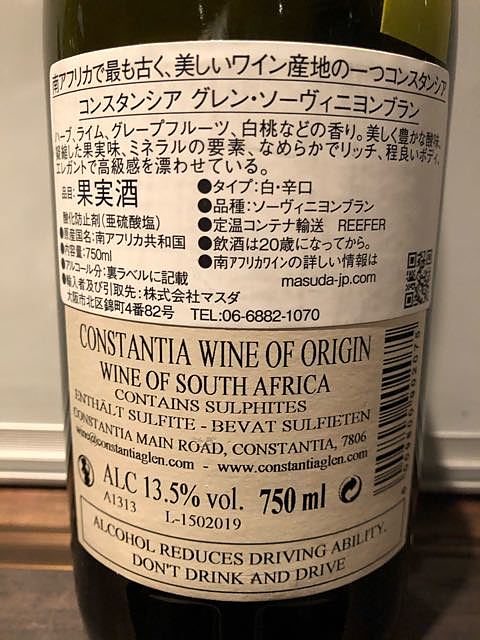 南アフリカで最も古く、美しいワイン産地の一つコンスタンシア
コンスタンシア グレン・ソーヴィニヨンブラン
ハーブ、ライム、グレープフルーツ、白桃などの香り。美しく豊かな酸味、
凝縮した果実味、ミネラルの要素、なめらかでリッチ、程良いボディ、
エレガントで高級感を漂わせている。
品目:果実酒
酸化防止剤(亜硫酸塩)
●原産国名:南アフリカ共和国
●内容量:750ml
●アルコール分:裏ラベルに記載
●輸入者及び引取先:株式会社マスダ
大阪市北区錦町4番82号 TEL:06-6882-1070
●タイプ:白・辛口
●品種:ソーヴィニヨンブラン
●定温コンテナ輸送 REEFER
●飲酒は20歳になってから。
●南アフリカワインの詳しい情報は
masuda-jp.com
CONSTANTIA WINE OF ORIGIN
WINE OF SOUTH AFRICA
CONTAINS SULPHITES
ENTHÄLT SULFITE - BEVAT SULFIETEN
CONSTANTIA MAIN ROAD, CONSTANTIA, 7806
wine@constantiaglen.com - www.constantiaglen.com
ALC 13.5% vol. 750 ml
A1313 L-1502019
ALCOHOL REDUCES DRIVING ABILITY.
DON'T DRINK AND DRIVE